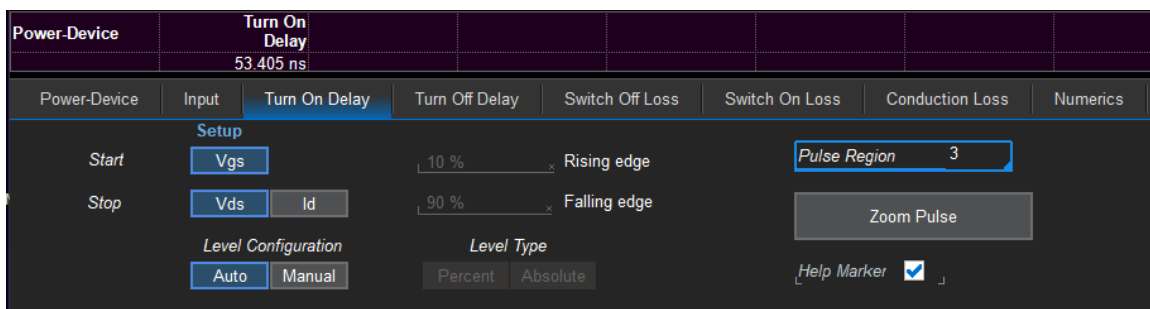 Power-Device Turn On
Delay
53.405 ns
Power-Device Input Turn On Delay Turn Off Delay Switch Off Loss Switch On Loss Conduction Loss Numerics
Setup
Start Vgs 10 % Rising edge Pulse Region 3
Stop Vds Id 90 % Falling edge Zoom Pulse
Level Configuration Level Type
Auto Manual Percent Absolute Help Marker